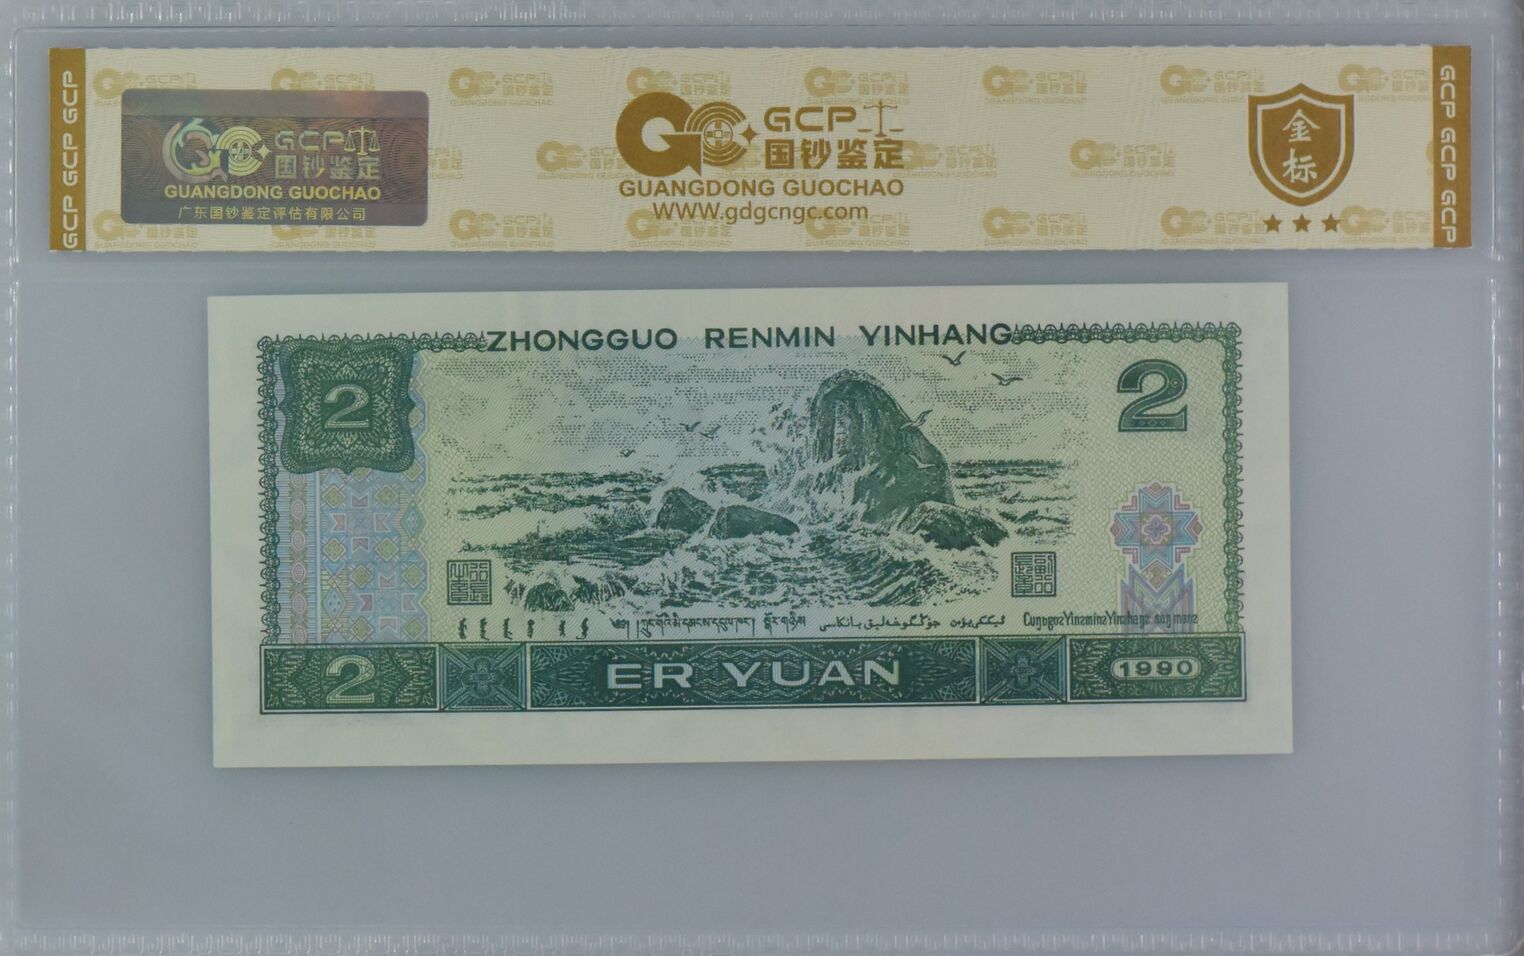 GCP GCP GCP
GCP
国钞鉴定
GUANGDONG GUOCHAO
广东国钞鉴定评估有限公司
GCP
国钞鉴定
GUANGDONG GUOCHAO
WWW.gdgcngc.com
金标
GCP GCP GCP
ZHONGGUO RENMIN YINHANG
2
2
2
ER YUAN
1990